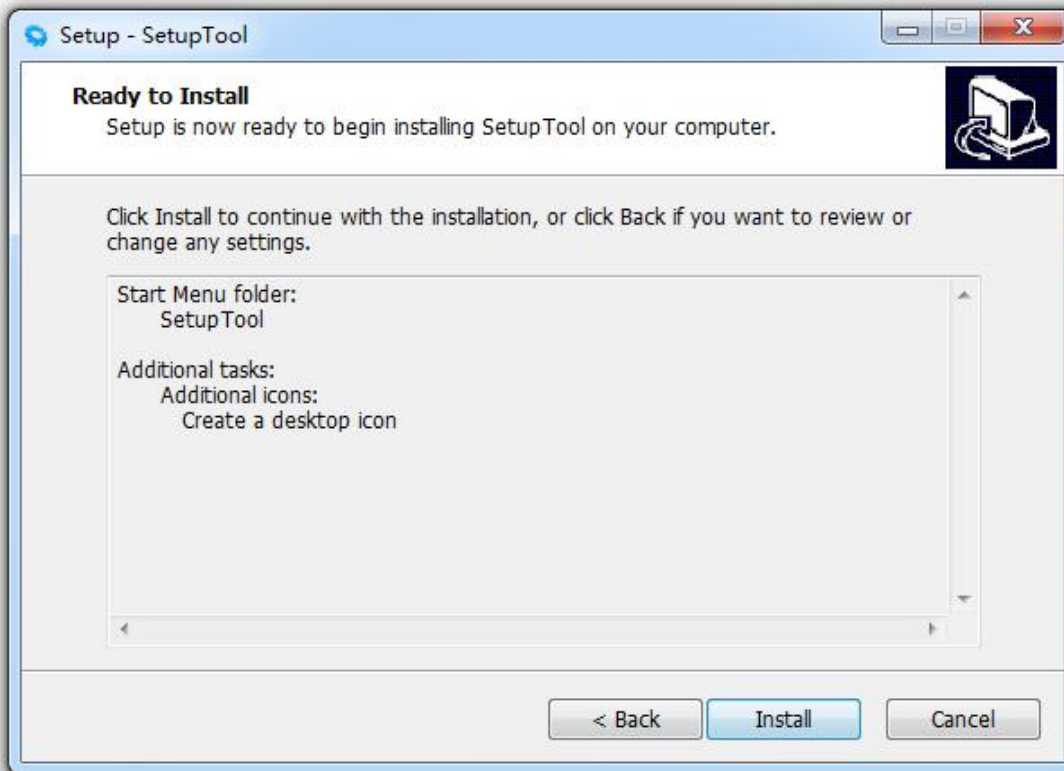 Setup - SetupTool
Ready to Install
Setup is now ready to begin installing SetupTool on your computer.
Click Install to continue with the installation, or click Back if you want to review or
change any settings.
Start Menu folder:
SetupTool
Additional tasks:
Additional icons:
Create a desktop icon
< Back
Install
Cancel